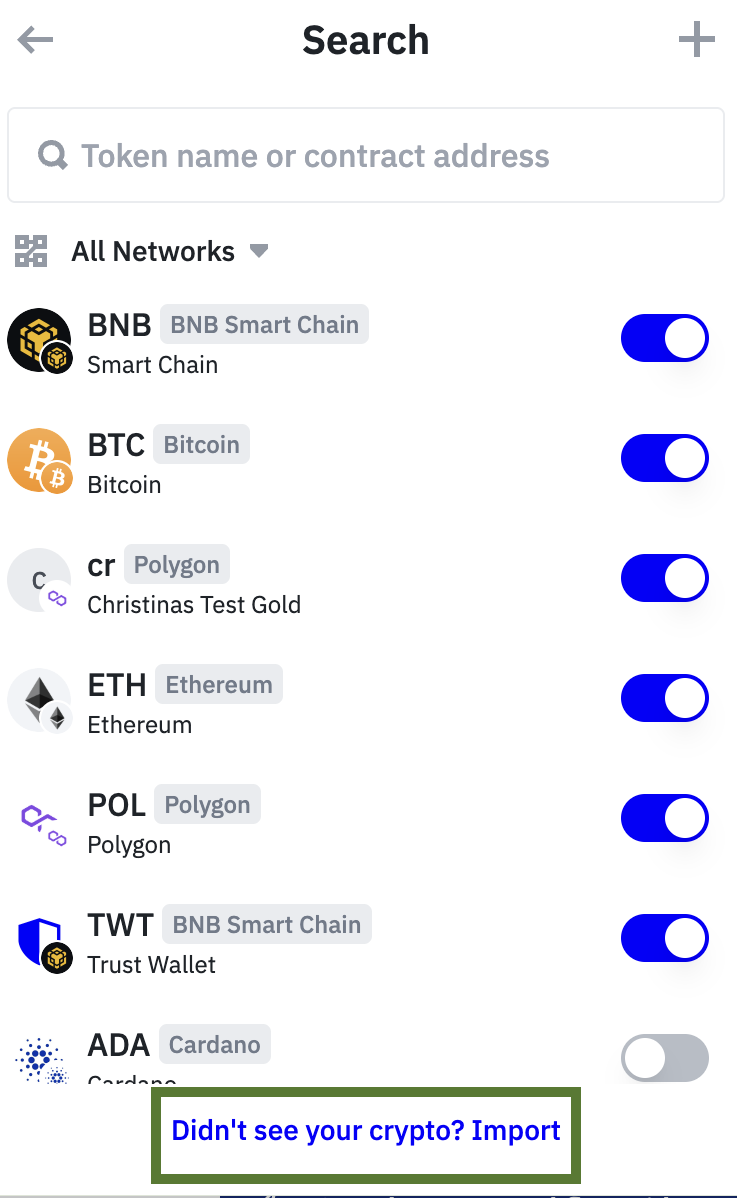 Search
Token name or contract address
All Networks
BNB BNB Smart Chain
Smart Chain
BTC Bitcoin
Bitcoin
C
cr Polygon
Christinas Test Gold
ETH Ethereum
Ethereum
POL Polygon
Polygon
TWT BNB Smart Chain
Trust Wallet
ADA Cardano
Cardano
Didn't see your crypto? Import